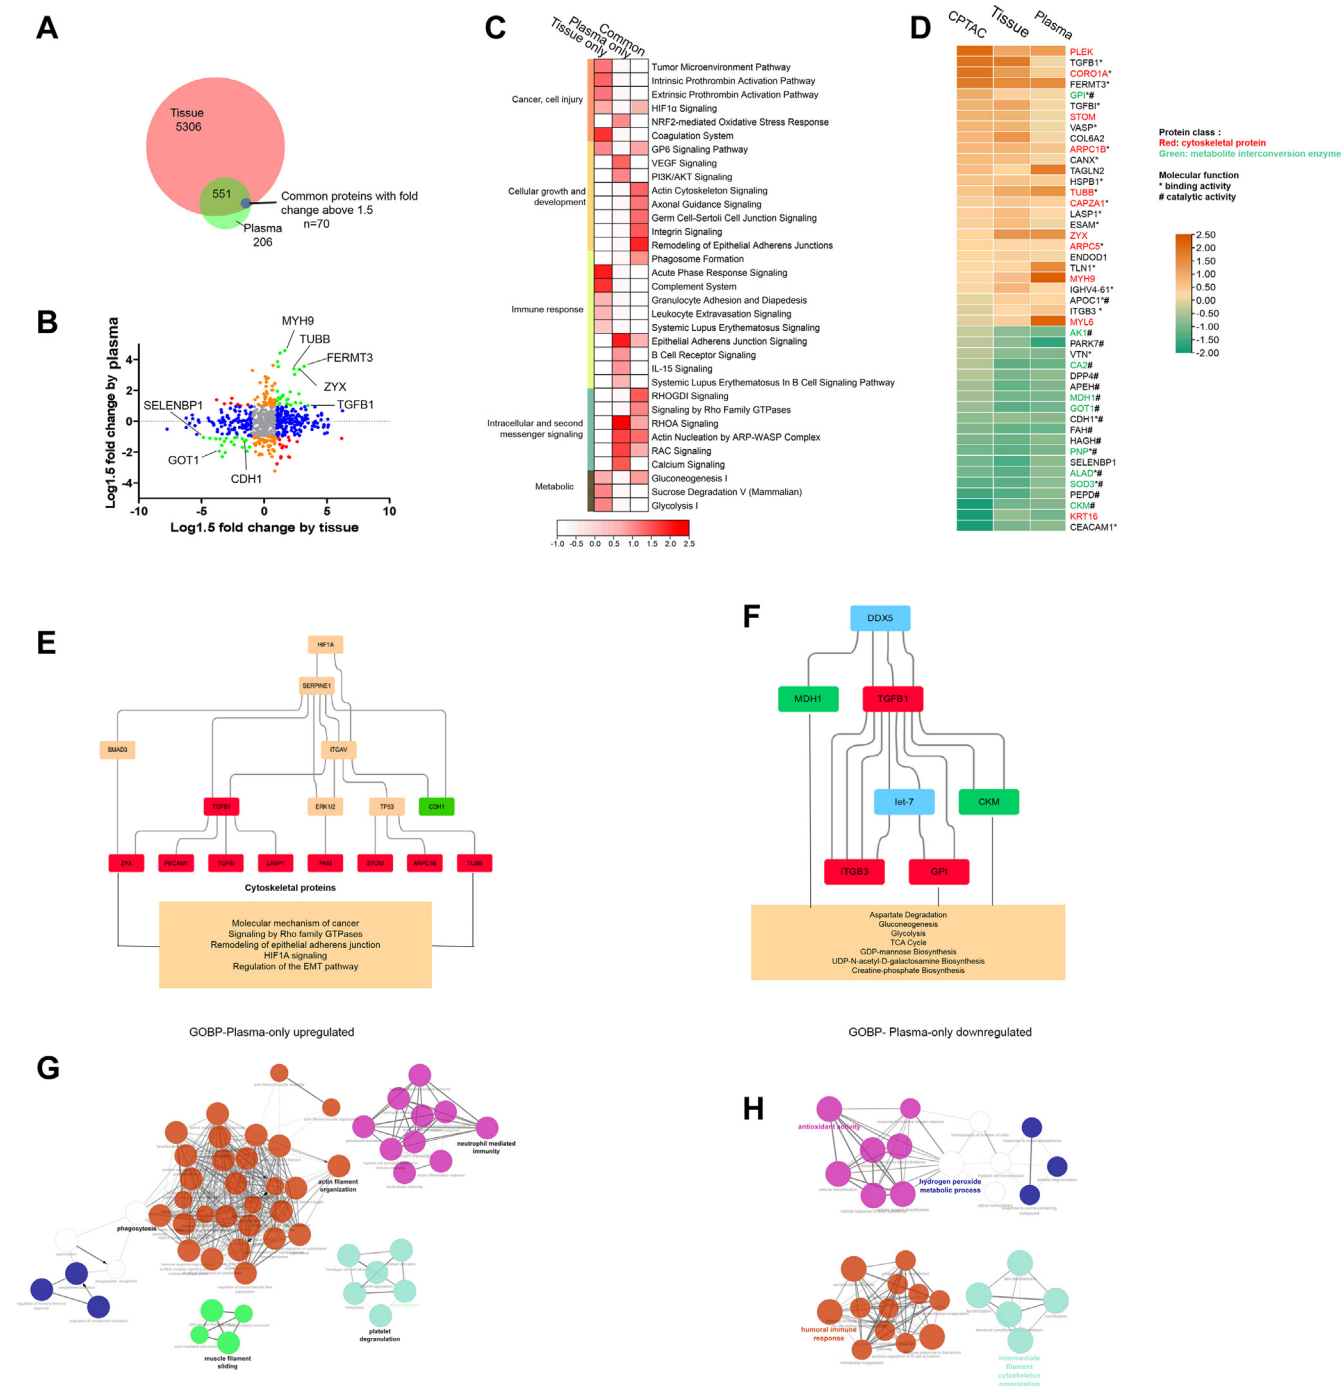 A
Tissue
5306
551
Common proteins with fold
change above 1.5
n=70
Plasma
206
B
Log1.5 fold change by plasma
4
2
0
-2
-4
-10
-5
0
5
10
Log1.5 fold change by tissue
MYH9
TUBB
FERMT3
ZYX
TGFB1
SELENBP1
GOT1
CDH1
C
Tissue only
Plasma only
Common
Cancer, cell injury
Cellular growth and
development
Immune response
Intracellular and second
messenger signaling
Metabolic
Tumor Microenvironment Pathway
Intrinsic Prothrombin Activation Pathway
Extrinsic Prothrombin Activation Pathway
HIF1α Signaling
NRF2-mediated Oxidative Stress Response
Coagulation System
GP6 Signaling Pathway
VEGF Signaling
PI3K/AKT Signaling
Actin Cytoskeleton Signaling
Axonal Guidance Signaling
Germ Cell-Sertoli Cell Junction Signaling
Integrin Signaling
Remodeling of Epithelial Adherens Junctions
Phagosome Formation
Acute Phase Response Signaling
Complement System
Granulocyte Adhesion and Diapedesis
Leukocyte Extravasation Signaling
Systemic Lupus Erythematosus Signaling
Epithelial Adherens Junction Signaling
B Cell Receptor Signaling
IL-15 Signaling
Systemic Lupus Erythematosus In B Cell Signaling Pathway
RHOGDI Signaling
Signaling by Rho Family GTPases
RHOA Signaling
Actin Nucleation by ARP-WASP Complex
RAC Signaling
Calcium Signaling
Gluconeogenesis I
Sucrose Degradation V (Mammalian)
Glycolysis I
-1.0 -0.5 0.0 0.5 1.0 1.5 2.0 2.5
D
CPTAC
Tissue
Plasma
PLEK
TGFB1*
CORO1A*
FERMT3*
GPI*#
TGFBI*
STOM
VASP*
COL6A2
ARPC1B*
CANX*
TAGLN2
HSPB1*
TUBB*
CAPZA1*
LASP1*
ESAM*
ZYX
ARPC5*
ENDOD1
TLN1*
MYH9
IGHV4-61*
APOC1*#
ITGB3 *
MYL6
AK1#
PARK7#
VTN*
CA2#
DPP4#
APEH#
MDH1#
GOT1#
CDH1*#
FAH#
HAGH#
PNP*#
SELENBP1
ALAD*#
SOD3*#
PEPD#
CKM#
KRT16
CEACAM1*
Protein class :
Red: cytoskeletal protein
Green: metabolite interconversion enzyme
Molecular function
* binding activity
# catalytic activity
2.50
2.00
1.50
1.00
0.50
0.00
-0.50
-1.00
-1.50
-2.00
E
HIF1A
SERPINE1
SMAD3
ITGAV
TGFB1
ERK1/2
TP53
CDH1
ZYX
PECAM1
TGFBI
LASP1
PKM
STOM
ARPC1B
TUBB
Cytoskeletal proteins
Molecular mechanism of cancer
Signaling by Rho family GTPases
Remodeling of epithelial adherens junction
HIF1A signaling
Regulation of the EMT pathway
F
DDX5
MDH1
TGFB1
let-7
CKM
ITGB3
GPI
Aspartate Degradation
Gluconeogenesis
Glycolysis
TCA Cycle
GDP-mannose Biosynthesis
UDP-N-acetyl-D-galactosamine Biosynthesis
Creatine-phosphate Biosynthesis
GOBP-Plasma-only upregulated
G
neutrophil mediated
immunity
actin filament
organization
phagocytosis
platelet
degranulation
muscle filament
sliding
GOBP- Plasma-only downregulated
H
antioxidant activity
hydrogen peroxide
metabolic process
humoral immune
response
intermediate
filament
cytoskeleton
organization